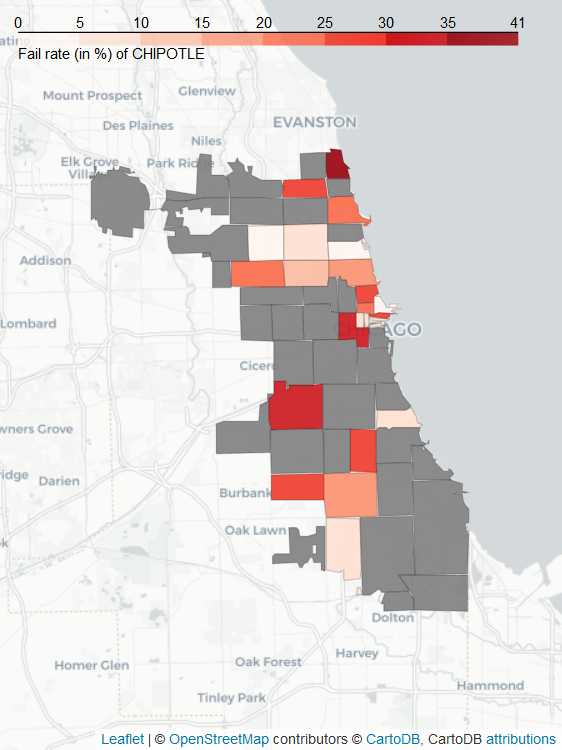 0 5 10 15 20 25 30 35 41
Fail rate (in %) of CHIPOTLE
Glenview
Mount Prospect
EVANSTON
Des Plaines
Niles
Elk Grove
Village
Park Ridge
Addison
Lombard
CHICAGO
Cicero
wners Grove
idge
Darien
Burbank
Oak Lawn
Dolton
Harvey
Homer Glen
Oak Forest
Hammond
Tinley Park
Leaflet | © OpenStreetMap contributors © CartoDB, CartoDB attributions